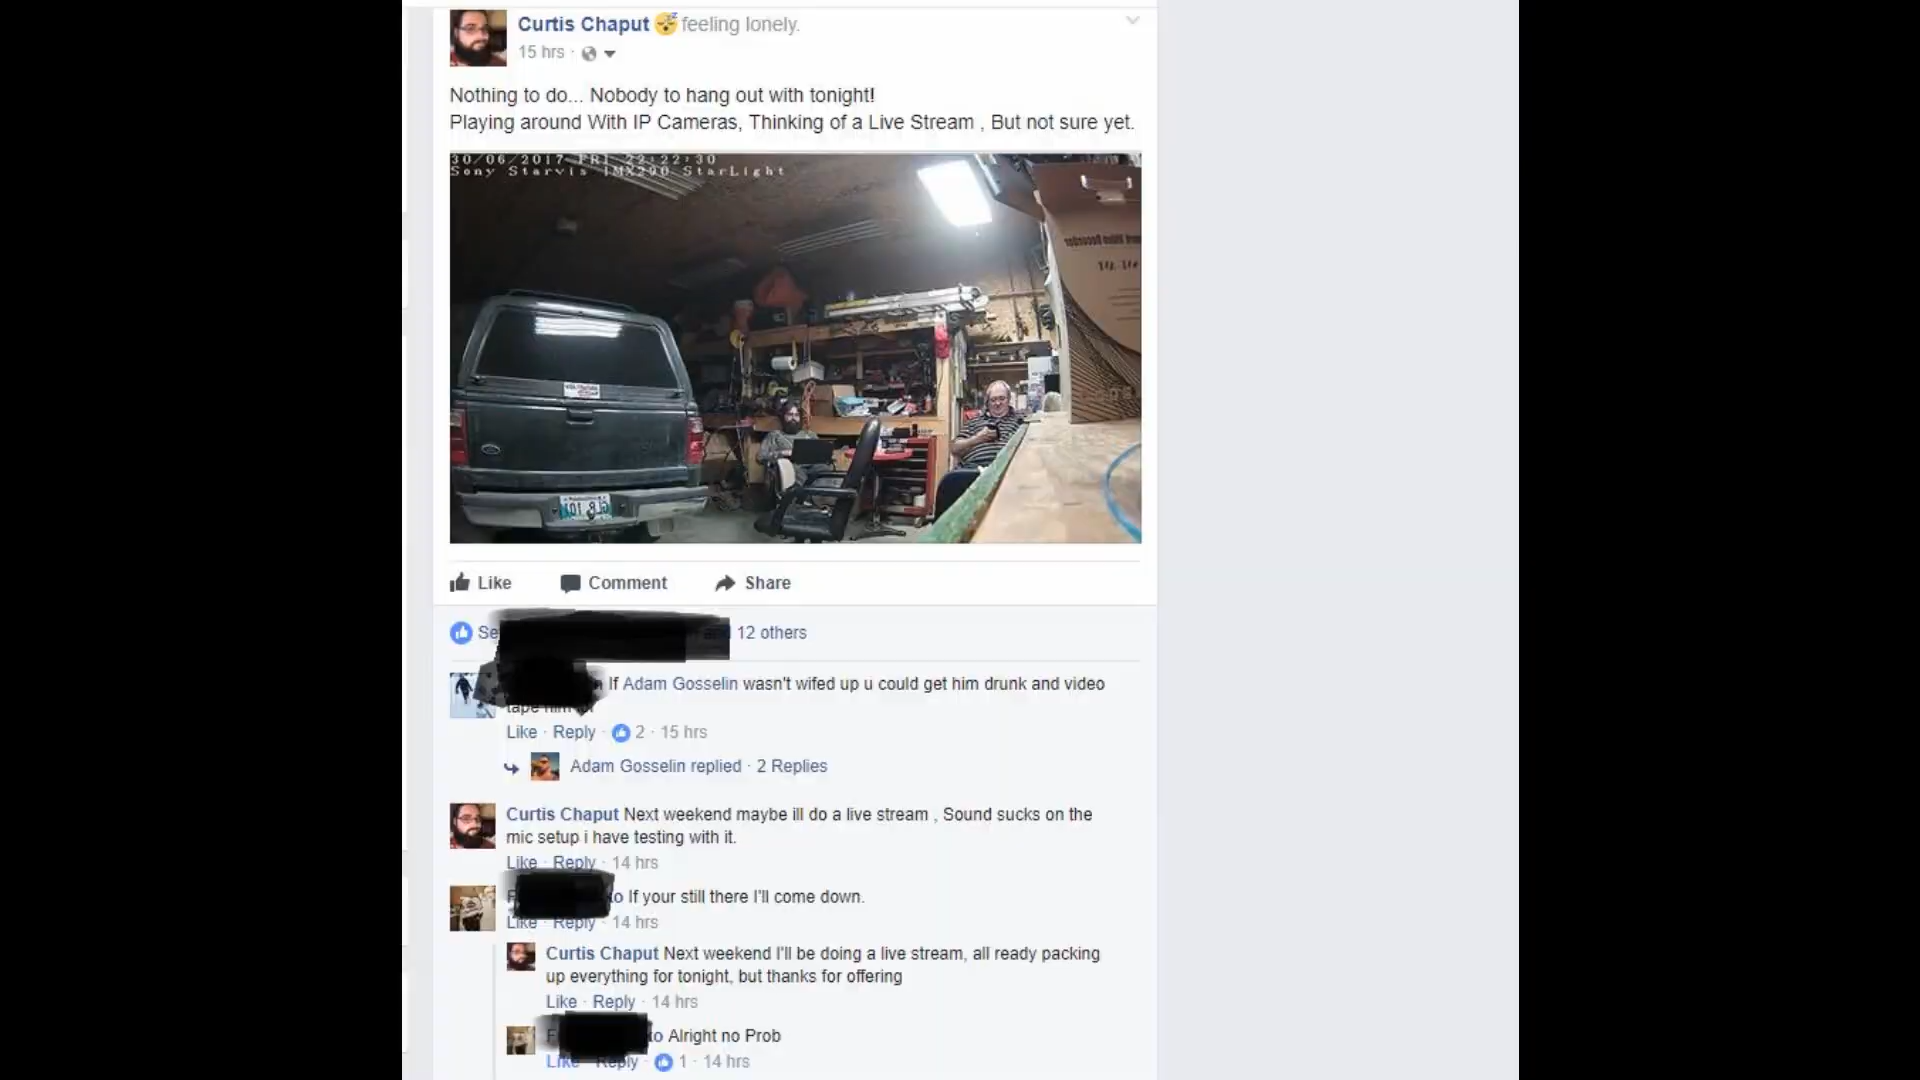 Curtis Chaput feeling lonely.
15 hrs ·
Nothing to do... Nobody to hang out with tonight!
Playing around With IP Cameras, Thinking of a Live Stream , But not sure yet.
30/06/2017 FRI 22:22:30
Sony Starvis IMX290 StarLight
Like Comment Share
12 others
If Adam Gosselin wasn't wifed up u could get him drunk and video
tape him
Like · Reply · 2 · 15 hrs
Adam Gosselin replied · 2 Replies
Curtis Chaput Next weekend maybe ill do a live stream , Sound sucks on the
mic setup i have testing with it.
Like · Reply · 14 hrs
If your still there I'll come down.
Like · Reply · 14 hrs
Curtis Chaput Next weekend I'll be doing a live stream, all ready packing
up everything for tonight, but thanks for offering
Like · Reply · 14 hrs
Alright no Prob
Like · Reply · 1 · 14 hrs